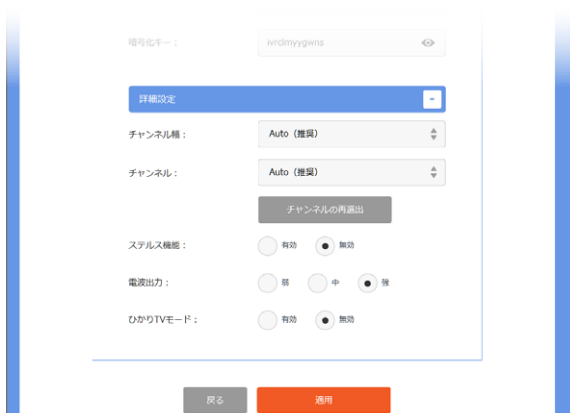 暗号化キー：
ivrdmyygwns
詳細設定
-
チャンネル幅：
Auto（推奨）
チャンネル：
Auto（推奨）
チャンネルの再選出
ステルス機能：
有効 無効
電波出力：
弱 中 強
ひかりTVモード：
有効 無効
戻る
適用